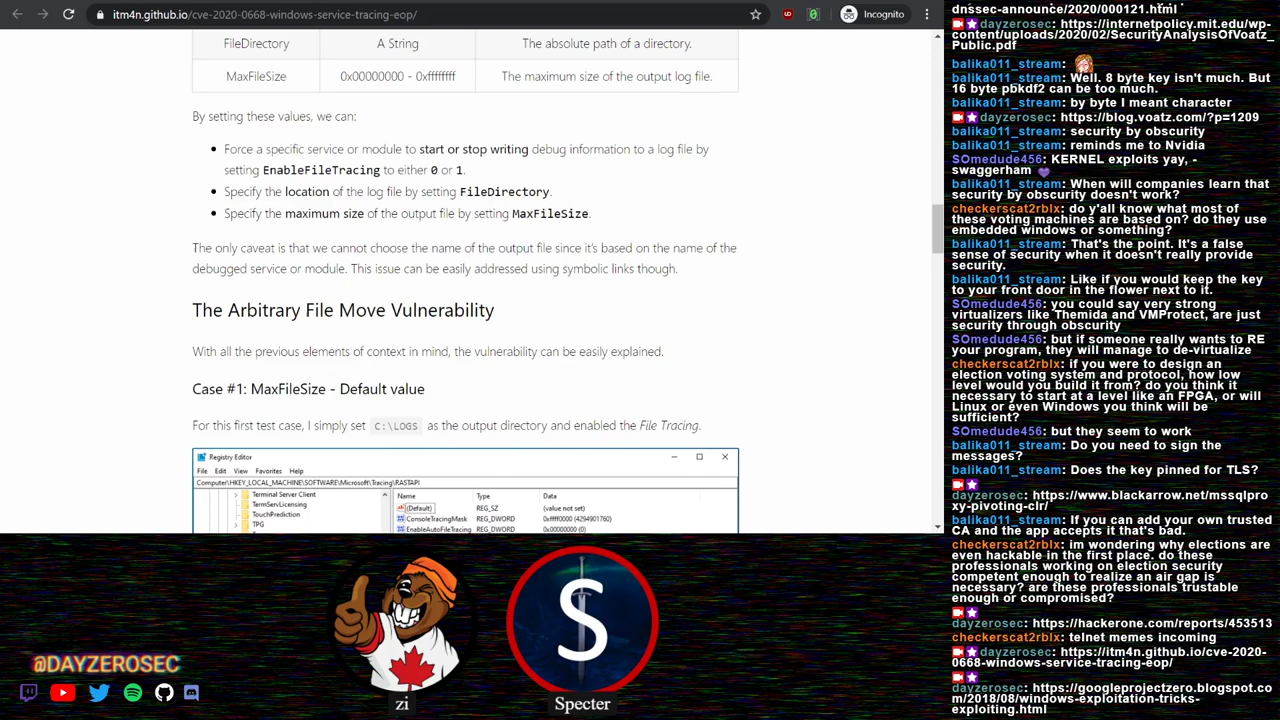 itm4n.github.io/cve-2020-0668-windows-service-tracing-eop/
Incognito
FileDirectory A String The absolute path of a directory.
MaxFileSize 0x00000000 - 0xffffffff The maximum size of the output log file.
By setting these values, we can:
Force a specific service or module to start or stop writing debug information to a log file by
setting EnableFileTracing to either 0 or 1.
Specify the location of the log file by setting FileDirectory.
Specify the maximum size of the output file by setting MaxFileSize.
The only caveat is that we cannot choose the name of the output file since it's based on the name of the
debugged service or module. This issue can be easily addressed using symbolic links though.
The Arbitrary File Move Vulnerability
With all the previous elements of context in mind, the vulnerability can be easily explained.
Case #1: MaxFileSize - Default value
For this first test case, I simply set C:\LOGS as the output directory and enabled the File Tracing.
Registry Editor
File Edit View Favorites Help
Computer\HKEY_LOCAL_MACHINE\SOFTWARE\Microsoft\Tracing\RASTAPI
Terminal Server Client
TermServLicensing
TouchPrediction
TPG
Name Type Data
(Default) REG_SZ (value not set)
ConsoleTracingMask REG_DWORD 0xffff0000 (4294901760)
EnableAutoFileTracing REG_DWORD 0x00000000 (0)
dnssec-announce/2020/000121.html
dayzerosec: https://internetpolicy.mit.edu/wp-
content/uploads/2020/02/SecurityAnalysisOfVoatz_
Public.pdf
balika011_stream:
balika011_stream: Well. 8 byte key isn't much. But
16 byte pbkdf2 can be too much.
balika011_stream: by byte I meant character
dayzerosec: https://blog.voatz.com/?p=1209
balika011_stream: security by obscurity
balika011_stream: reminds me to Nvidia
SOmedude456: KERNEL exploits yay, -
swaggerham
balika011_stream: When will companies learn that
security by obscurity doesn't work?
checkerscat2rblx: do y'all know what most of
these voting machines are based on? do they use
embedded windows or something?
balika011_stream: That's the point. It's a false
sense of security when it doesn't really provide
security.
balika011_stream: Like if you would keep the key
to your front door in the flower next to it.
SOmedude456: you could say very strong
virtualizers like Themida and VMProtect, are just
security through obscurity
SOmedude456: but if someone really wants to RE
your program, they will manage to de-virtualize
checkerscat2rblx: if you were to design an
election voting system and protocol, how low
level would you build it from? do you think it
necessary to start at a level like an FPGA, or will
Linux or even Windows you think will be
sufficient?
SOmedude456: but they seem to work
balika011_stream: Do you need to sign the
messages?
balika011_stream: Does the key pinned for TLS?
dayzerosec: https://www.blackarrow.net/mssqlpro
xy-pivoting-clr/
balika011_stream: If you can add your own trusted
CA and the app accepts it that's bad.
checkerscat2rblx: im wondering why elections are
even hackable in the first place. do these
professionals working on election security
competent enough to realize an air gap is
necessary? are these professionals trustable
enough or compromised?
dayzerosec: https://hackerone.com/reports/453513
checkerscat2rblx: telnet memes incoming
dayzerosec: https://itm4n.github.io/cve-2020-
0668-windows-service-tracing-eop/
dayzerosec: https://googleprojectzero.blogspot.co
m/2018/08/windows-exploitation-tricks-
exploiting.html
@DAYZEROSEC
zi
S
Specter